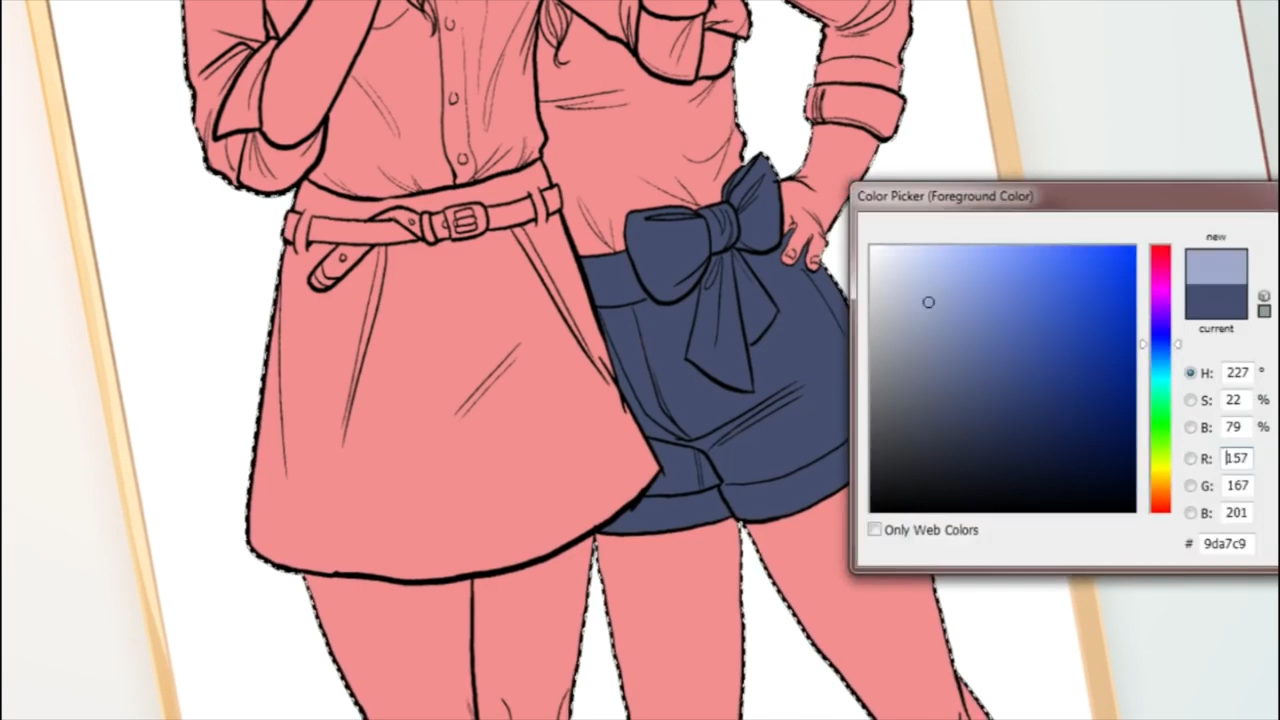 Color Picker (Foreground Color)
new
current
H: 227 °
S: 22 %
B: 79 %
R: 157
G: 167
B: 201
# 9da7c9
Only Web Colors